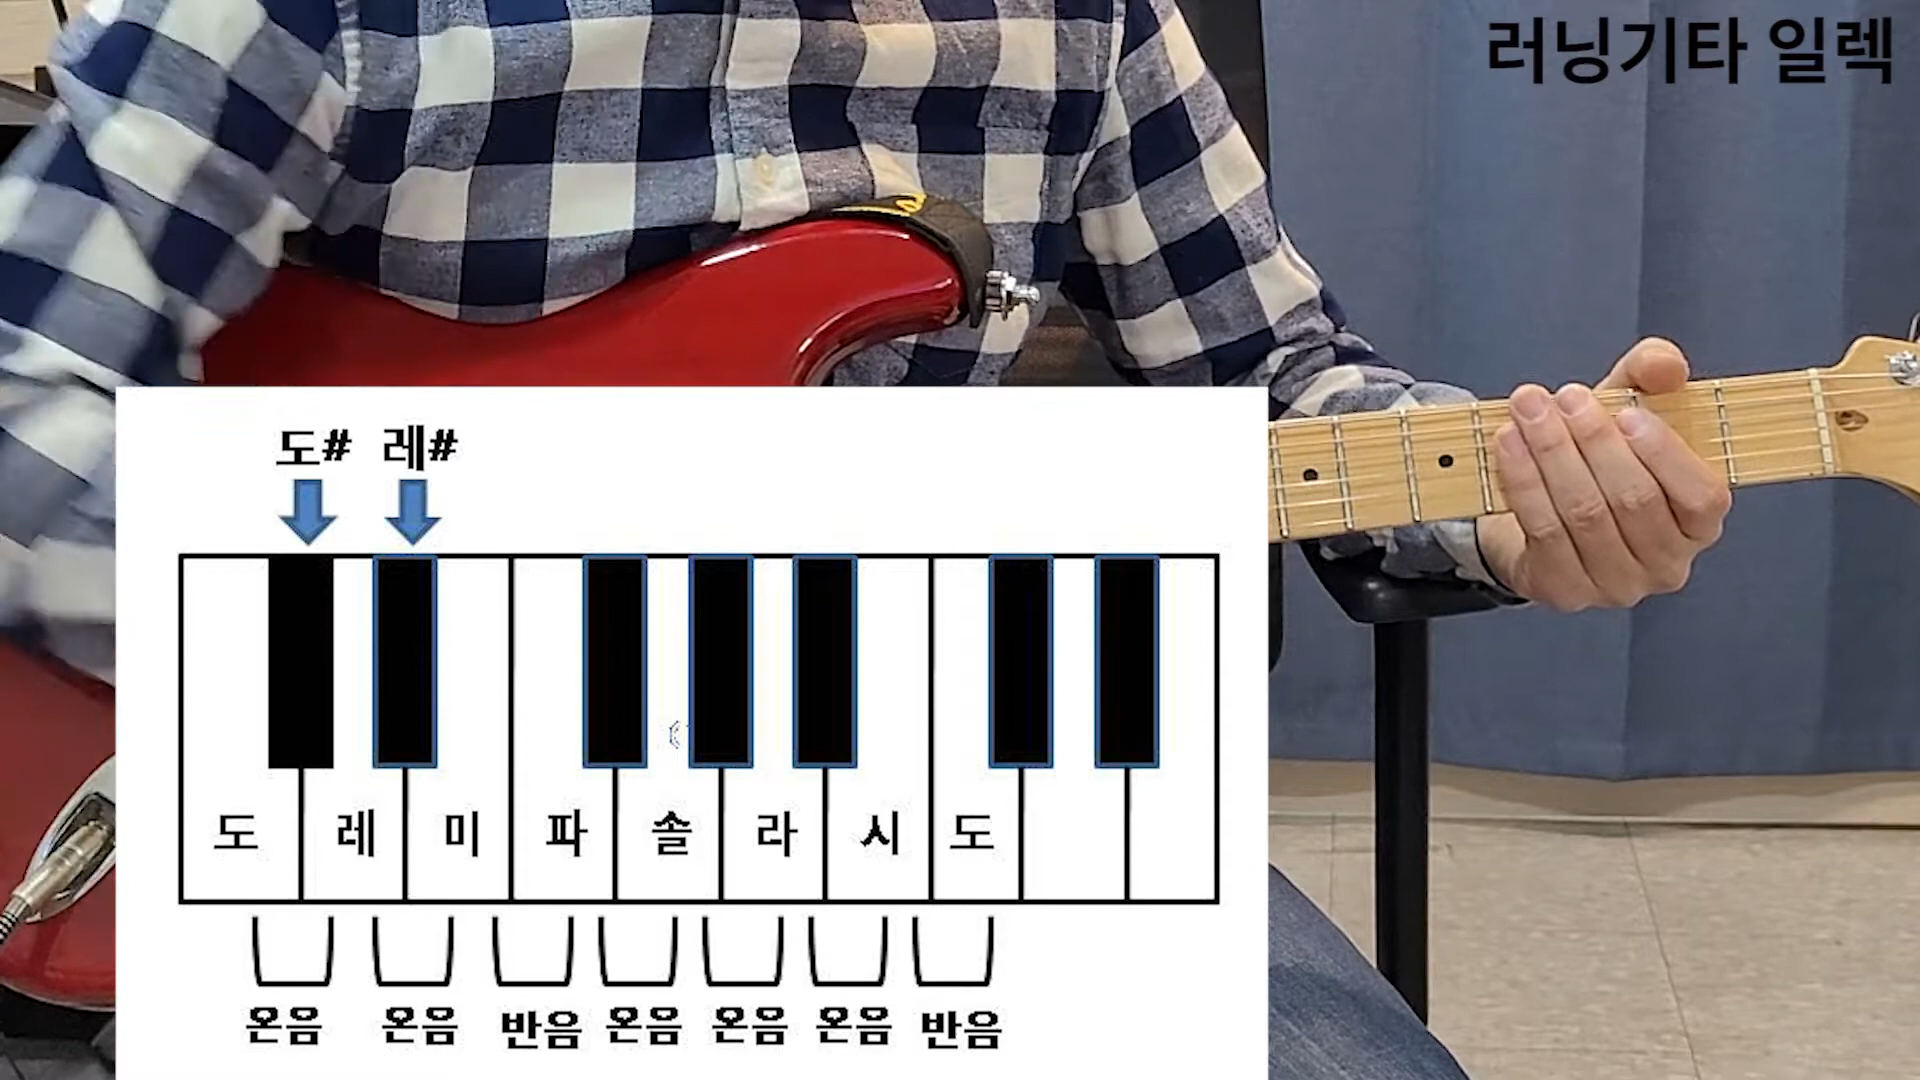 러닝기타 일렉
도# 레#
도 레 미 파 솔 라 시 도
온음 온음 반음 온음 온음 온음 반음